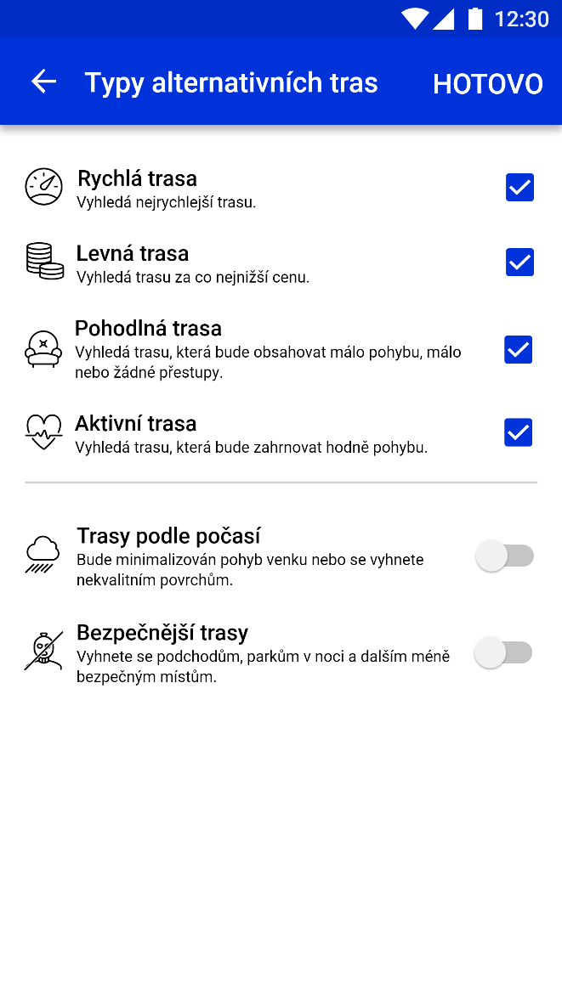 12:30
Typy alternativních tras
HOTOVO
Rychlá trasa
Vyhledá nejrychlejší trasu.
Levná trasa
Vyhledá trasu za co nejnižší cenu.
Pohodlná trasa
Vyhledá trasu, která bude obsahovat málo pohybu, málo
nebo žádné přestupy.
Aktivní trasa
Vyhledá trasu, která bude zahrnovat hodně pohybu.
Trasy podle počasí
Bude minimalizován pohyb venku nebo se vyhnete
nekvalitním povrchům.
Bezpečnější trasy
Vyhnete se podchodům, parkům v noci a dalším méně
bezpečným místům.